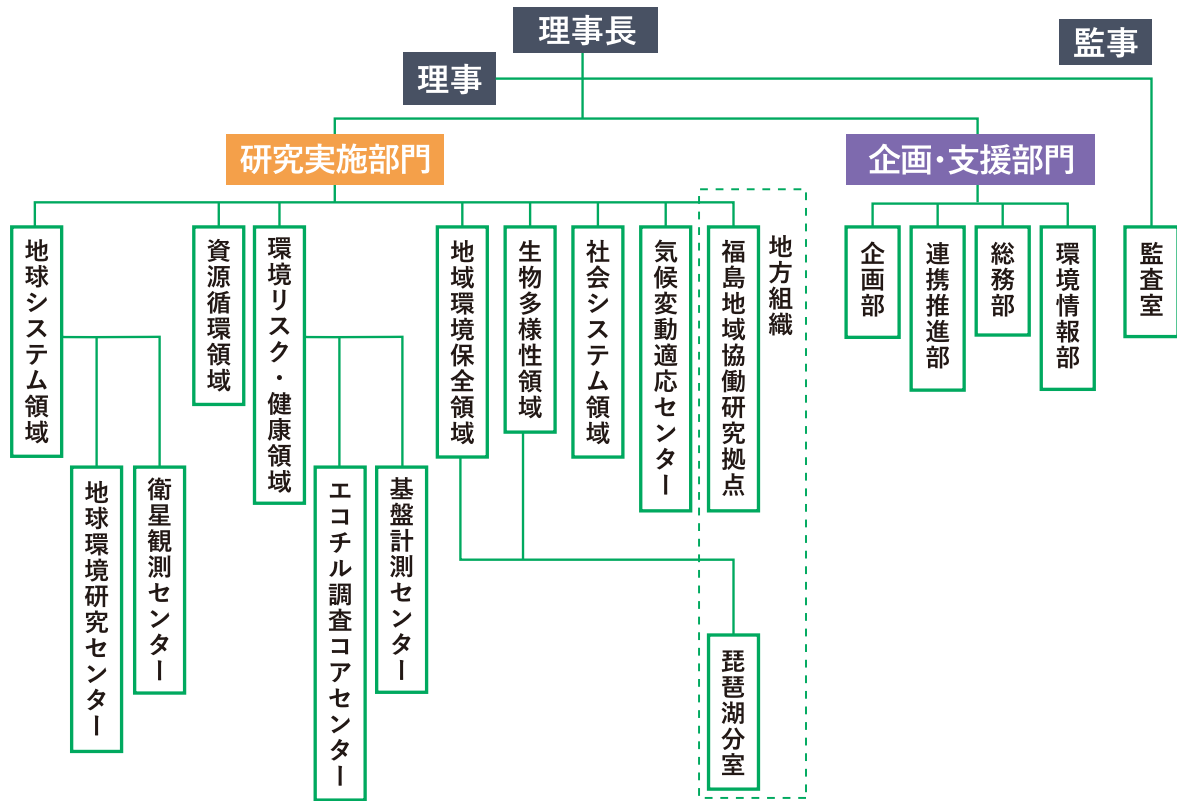 理事長
監事
理事
研究実施部門
企画・支援部門
地球システム領域
資源循環領域
環境リスク・健康領域
地域環境保全領域
生物多様性領域
社会システム領域
気候変動適応センター
福島地域協働研究拠点
地方組織
企画部
連携推進部
総務部
環境情報部
監査室
地球環境研究センター
衛星観測センター
エコチル調査コアセンター
基盤計測センター
琵琶湖分室